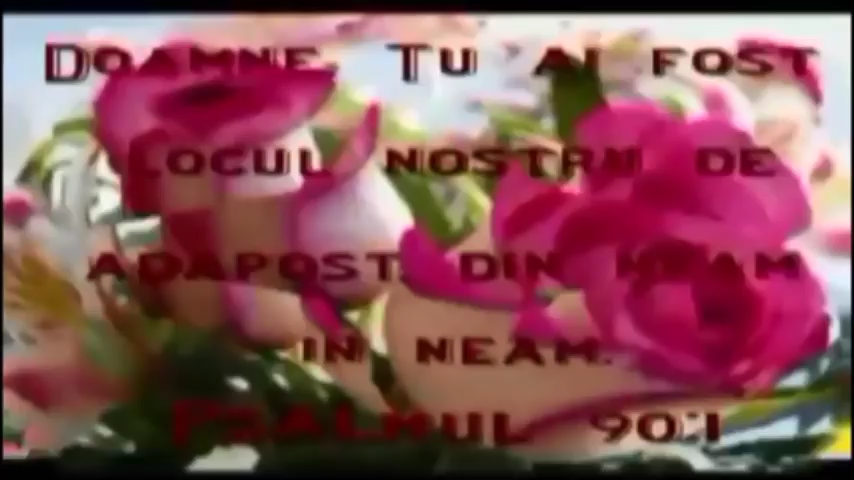 Doamne, Tu ai fost
locul nostru de
adapost, din neam
in neam.
Psalmul 90:1